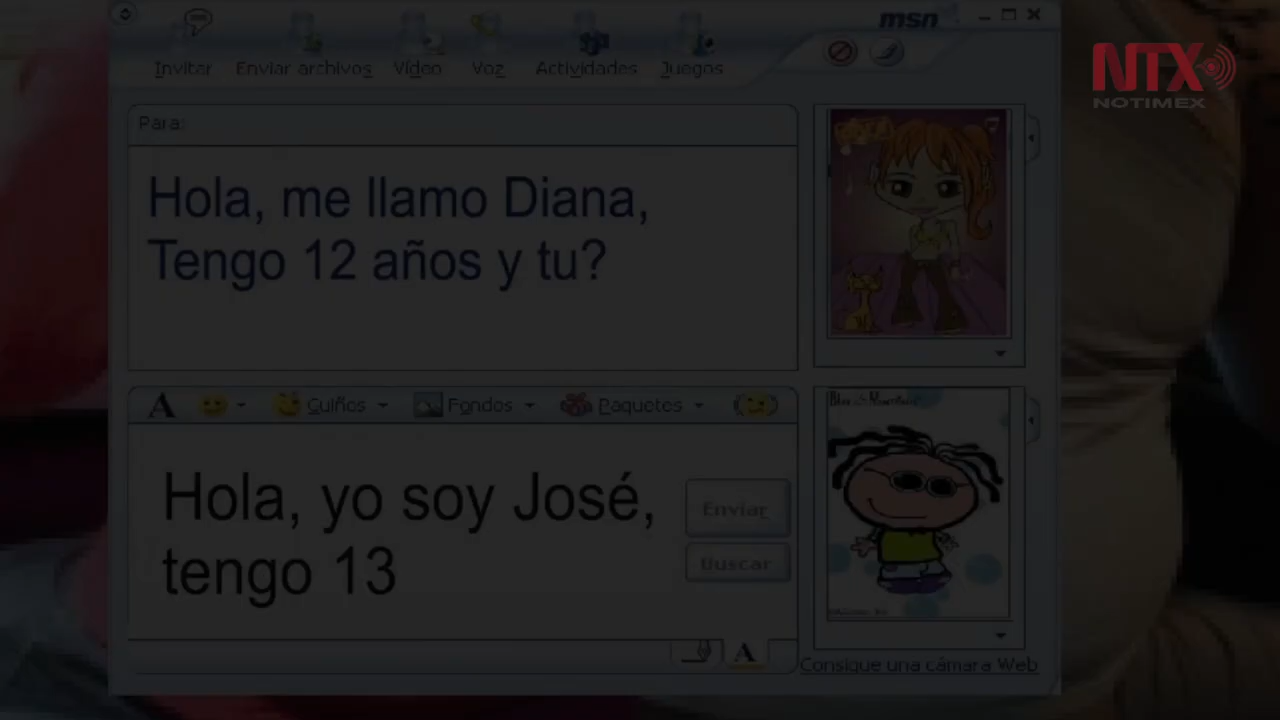 msn
Invitar Enviar archivos Vídeo Voz Actividades Juegos
NTX
NOTIMEX
Para:
Hola, me llamo Diana,
Tengo 12 años y tu?
A Guiños Fondos Paquetes
Hola, yo soy José,
tengo 13
Enviar
Buscar
A
Consigue una cámara Web